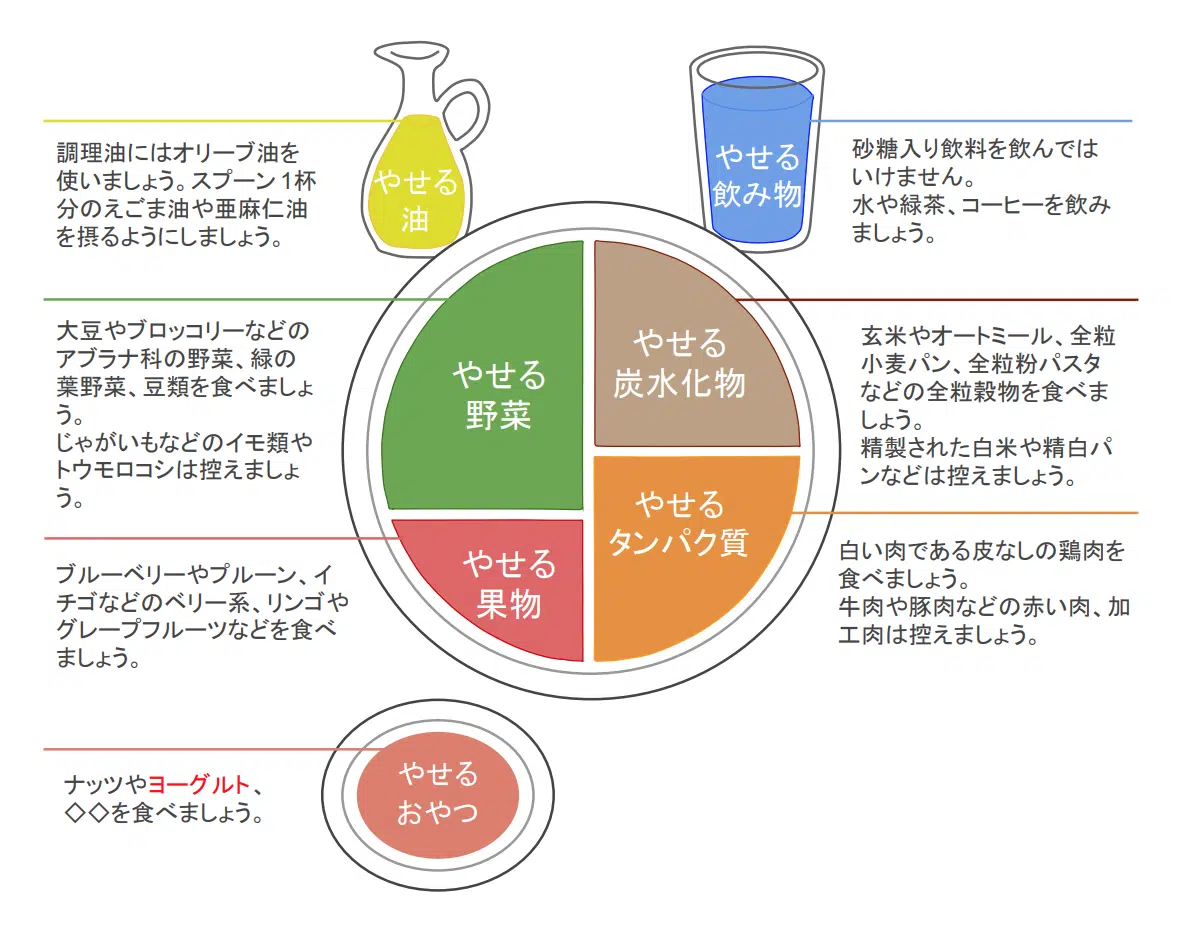 調理油にはオリーブ油を
使いましょう。スプーン1杯
分のえごま油や亜麻仁油
を摂るようにしましょう。
やせる
油
やせる
飲み物
砂糖入り飲料を飲んでは
いけません。
水や緑茶、コーヒーを飲み
ましょう。
大豆やブロッコリーなどの
アブラナ科の野菜、緑の
葉野菜、豆類を食べましょ
う。
じゃがいもなどのイモ類や
トウモロコシは控えましょ
う。
やせる
野菜
やせる
炭水化物
玄米やオートミール、全粒
小麦パン、全粒粉パスタ
などの全粒穀物を食べま
しょう。
精製された白米や精白パ
ンなどは控えましょう。
ブルーベリーやプルーン、イ
チゴなどのベリー系、リンゴや
グレープフルーツなどを食べ
ましょう。
やせる
果物
やせる
タンパク質
白い肉である皮なしの鶏肉を
食べましょう。
牛肉や豚肉などの赤い肉、加
工肉は控えましょう。
ナッツやヨーグルト、
◇◇を食べましょう。
やせる
おやつ